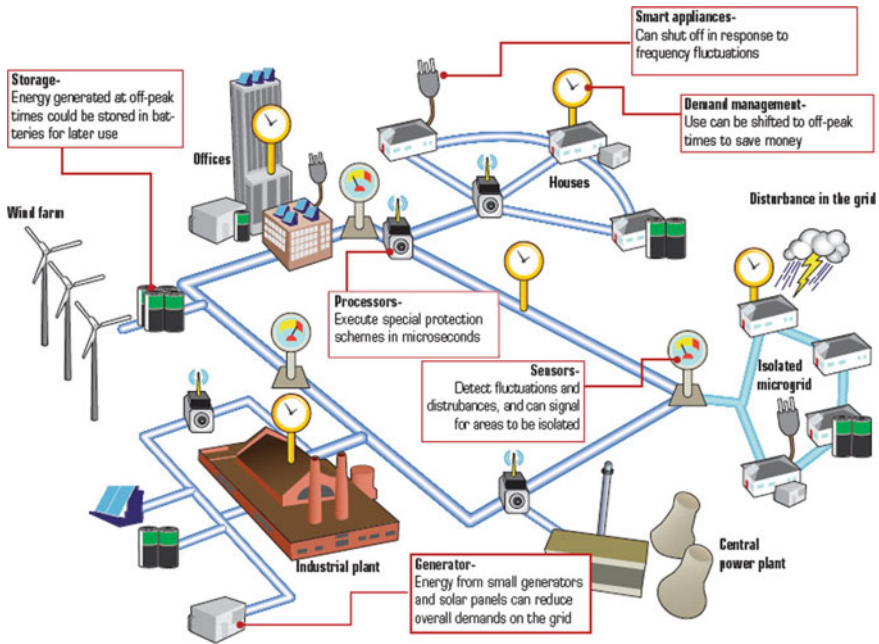 Smart appliances-
Can shut off in response to
frequency fluctuations
Storage-
Energy generated at off-peak
times could be stored in bat-
teries for later use
Demand management-
Use can be shifted to off-peak
times to save money
Offices
Houses
Wind farm
Disturbance in the grid
Processors-
Execute special protection
schemes in microseconds
Sensors-
Detect fluctuations and
distrubances, and can signal
for areas to be isolated
Isolated
microgrid
Industrial plant
Central
power plant
Generator-
Energy from small generators
and solar panels can reduce
overall demands on the grid